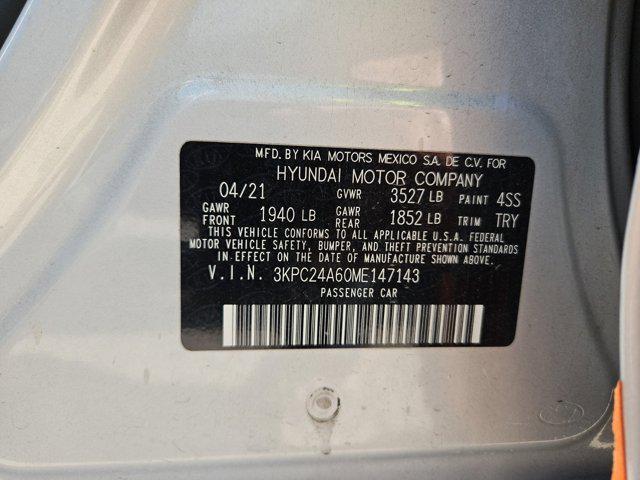 MFD. BY KIA MOTORS MEXICO S.A. DE C.V. FOR
HYUNDAI MOTOR COMPANY
04/21 GVWR 3527 LB PAINT 4SS
GAWR FRONT 1940 LB GAWR REAR 1852 LB TRIM TRY
THIS VEHICLE CONFORMS TO ALL APPLICABLE U.S.A. FEDERAL
MOTOR VEHICLE SAFETY, BUMPER, AND THEFT PREVENTION STANDARDS
IN EFFECT ON THE DATE OF MANUFACTURE SHOWN ABOVE.
V.I.N. 3KPC24A60ME147143
PASSENGER CAR